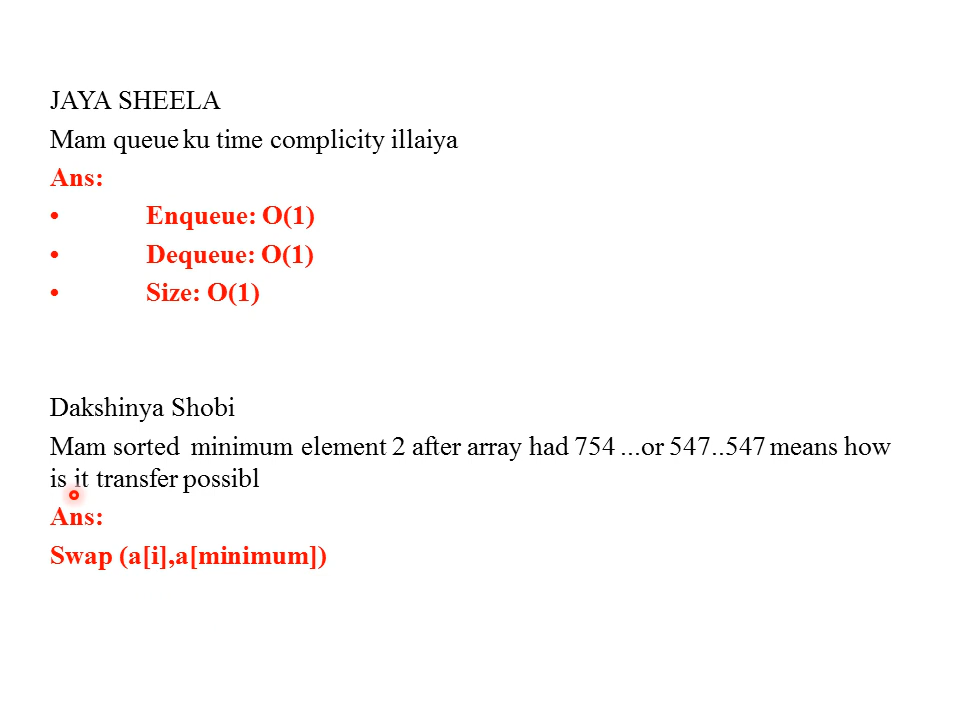 JAYA SHEELA
Mam queue ku time complicity illaiya
Ans:
• Enqueue: O(1)
• Dequeue: O(1)
• Size: O(1)
Dakshinya Shobi
Mam sorted minimum element 2 after array had 754 ...or 547..547 means how
is it transfer possibl
Ans:
Swap (a[i],a[minimum])